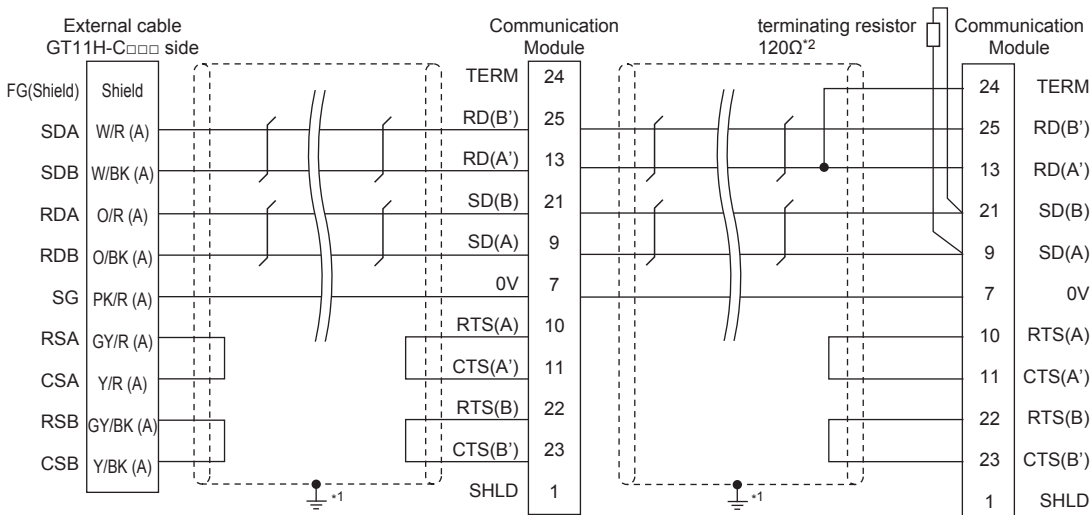 External cable
GT11H-C□□□ side
Communication
Module
terminating resistor
120Ω*2
Communication
Module
FG(Shield) Shield TERM 24 24 TERM
SDA W/R (A) RD(B') 25 25 RD(B')
SDB W/BK (A) RD(A') 13 13 RD(A')
RDA O/R (A) SD(B) 21 21 SD(B)
RDB O/BK (A) SD(A) 9 9 SD(A)
SG PK/R (A) 0V 7 7 0V
RSA GY/R (A) RTS(A) 10 10 RTS(A)
CSA Y/R (A) CTS(A') 11 11 CTS(A')
RSB GY/BK (A) RTS(B) 22 22 RTS(B)
CSB Y/BK (A) CTS(B') 23 23 CTS(B')
*1 SHLD 1 *1 1 SHLD